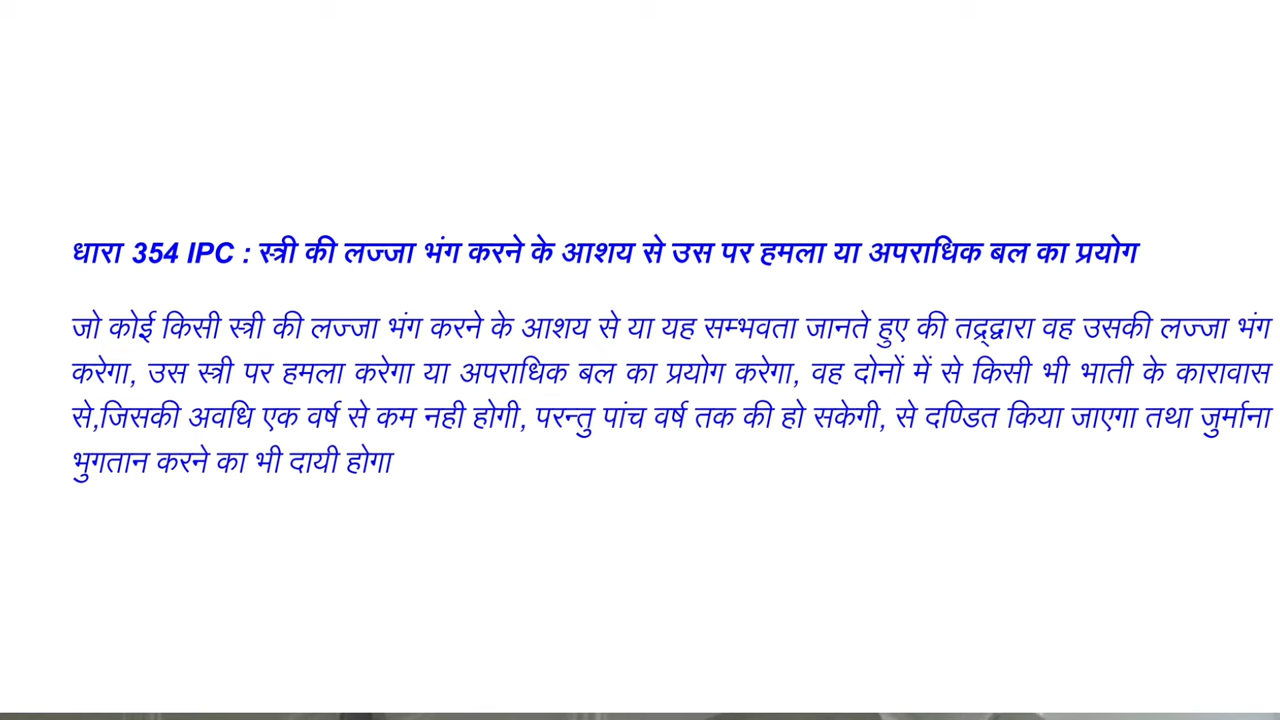 धारा 354 IPC : स्त्री की लज्जा भंग करने के आशय से उस पर हमला या अपराधिक बल का प्रयोग
जो कोई किसी स्त्री की लज्जा भंग करने के आशय से या यह सम्भवता जानते हुए की तद्द्वारा वह उसकी लज्जा भंग
करेगा, उस स्त्री पर हमला करेगा या अपराधिक बल का प्रयोग करेगा, वह दोनों में से किसी भी भाती के कारावास
से,जिसकी अवधि एक वर्ष से कम नही होगी, परन्तु पांच वर्ष तक की हो सकेगी, से दण्डित किया जाएगा तथा जुर्माना
भुगतान करने का भी दायी होगा